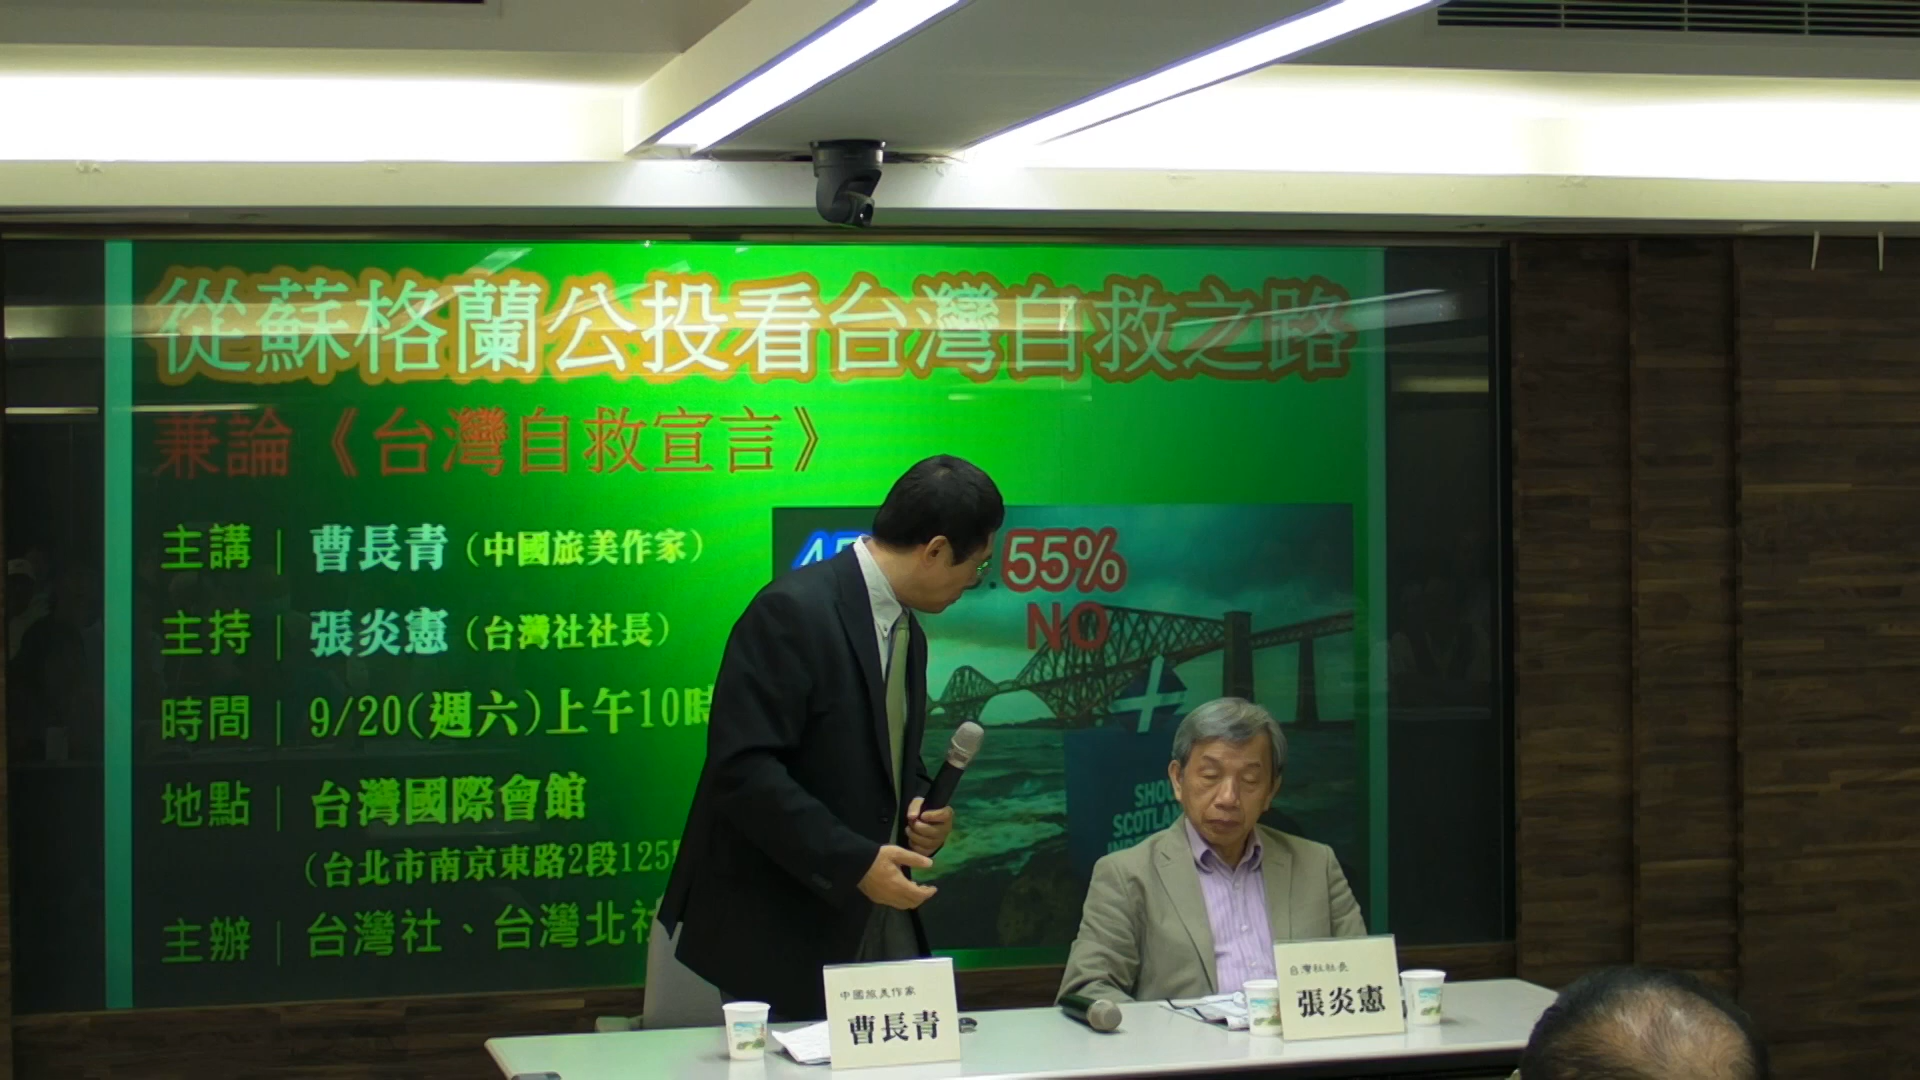 從蘇格蘭公投看台灣自救之路
兼論《台灣自救宣言》
主講｜曹長青（中國旅美作家）
主持｜張炎憲（台灣社社長）
時間｜9/20(週六)上午10時
地點｜台灣國際會館
（台北市南京東路2段125
主辦｜台灣社、台灣北社
55%
NO
中國旅美作家
曹長青
台灣社社長
張炎憲